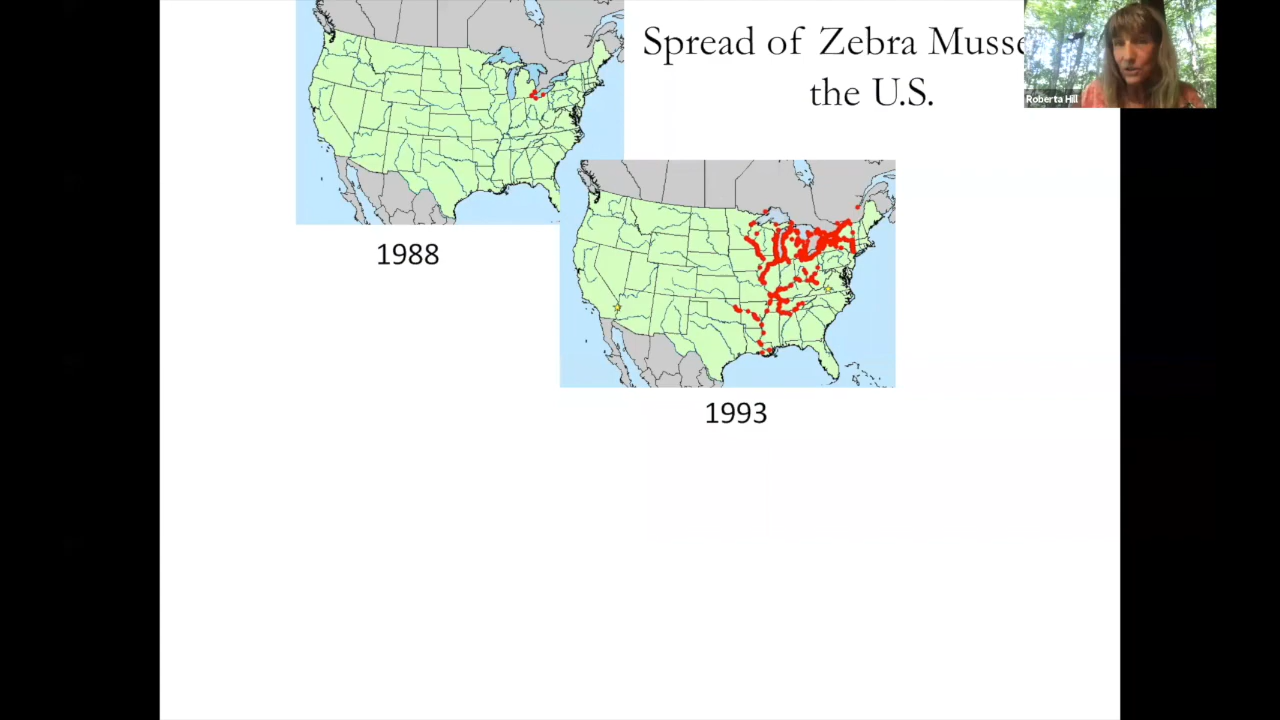 Spread of Zebra Musse
the U.S.
Roberta Hill
1988
1993